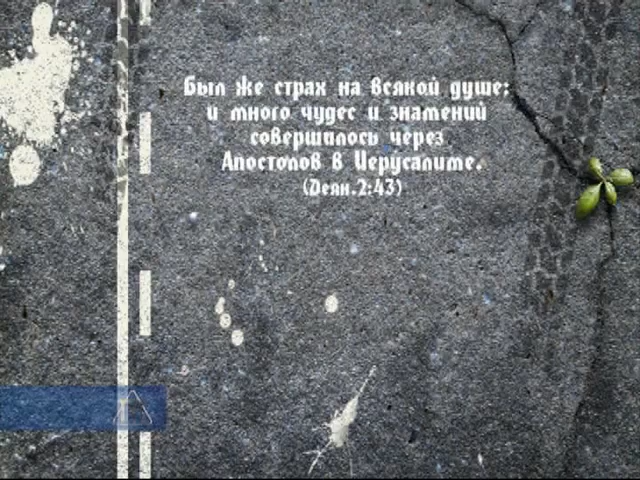 Был же страх на всякой душе;
и много чудес и знамений
совершилось через
Апостолов в Иерусалиме.
(Деян.2:43)